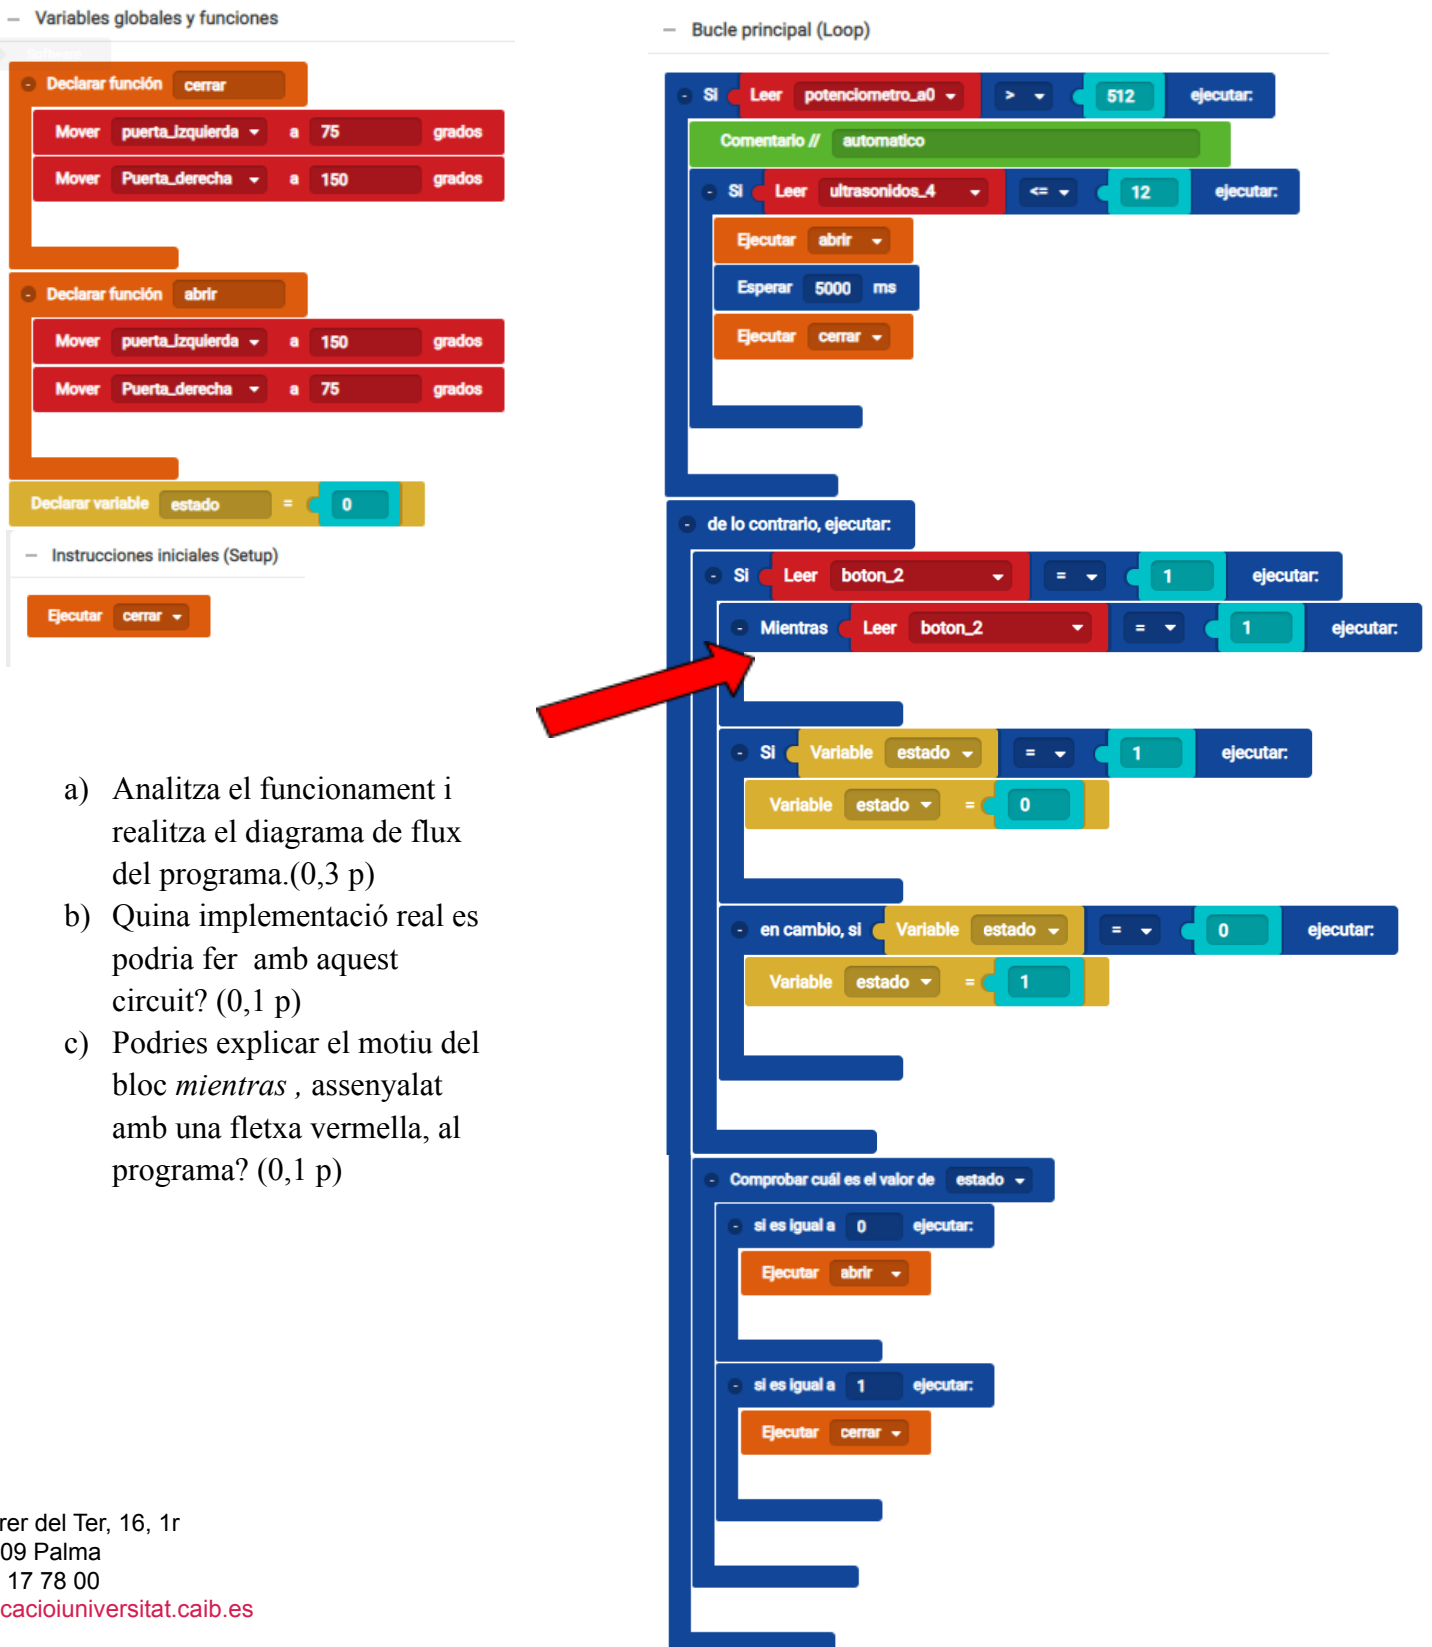 − Variables globales y funciones
- Declarar función cerrar
Mover puerta_izquierda a 75 grados
Mover Puerta_derecha a 150 grados
- Declarar función abrir
Mover puerta_izquierda a 150 grados
Mover Puerta_derecha a 75 grados
Declarar variable estado = 0
− Instrucciones iniciales (Setup)
Ejecutar cerrar
a) Analitza el funcionament i
realitza el diagrama de flux
del programa.(0,3 p)
b) Quina implementació real es
podria fer amb aquest
circuit? (0,1 p)
c) Podries explicar el motiu del
bloc mientras , assenyalat
amb una fletxa vermella, al
programa? (0,1 p)
− Bucle principal (Loop)
- Si Leer potenciometro_a0 > 512 ejecutar:
Comentario // automatico
- Si Leer ultrasonidos_4 <= 12 ejecutar:
Ejecutar abrir
Esperar 5000 ms
Ejecutar cerrar
- de lo contrario, ejecutar:
- Si Leer boton_2 = 1 ejecutar:
- Mientras Leer boton_2 = 1 ejecutar:
- Si Variable estado = 1 ejecutar:
Variable estado = 0
- en cambio, si Variable estado = 0 ejecutar:
Variable estado = 1
- Comprobar cuál es el valor de estado
- si es igual a 0 ejecutar:
Ejecutar abrir
- si es igual a 1 ejecutar:
Ejecutar cerrar
rer del Ter, 16, 1r
09 Palma
17 78 00
cacioiuniversitat.caib.es